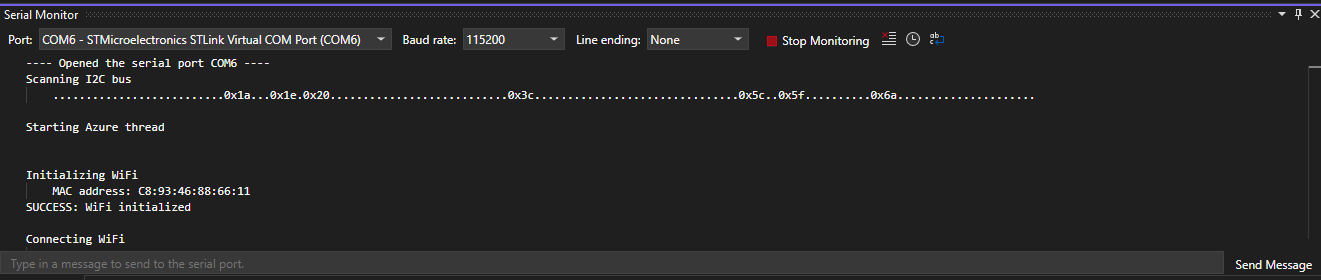 Serial Monitor
Port: COM6 - STMicroelectronics STLink Virtual COM Port (COM6) Baud rate: 115200 Line ending: None Stop Monitoring
---- Opened the serial port COM6 ----
Scanning I2C bus
..........................0x1a...0x1e.0x20...........................0x3c...............................0x5c..0x5f..........0x6a.....................
Starting Azure thread
Initializing WiFi
MAC address: C8:93:46:88:66:11
SUCCESS: WiFi initialized
Connecting WiFi
Type in a message to send to the serial port. Send Message